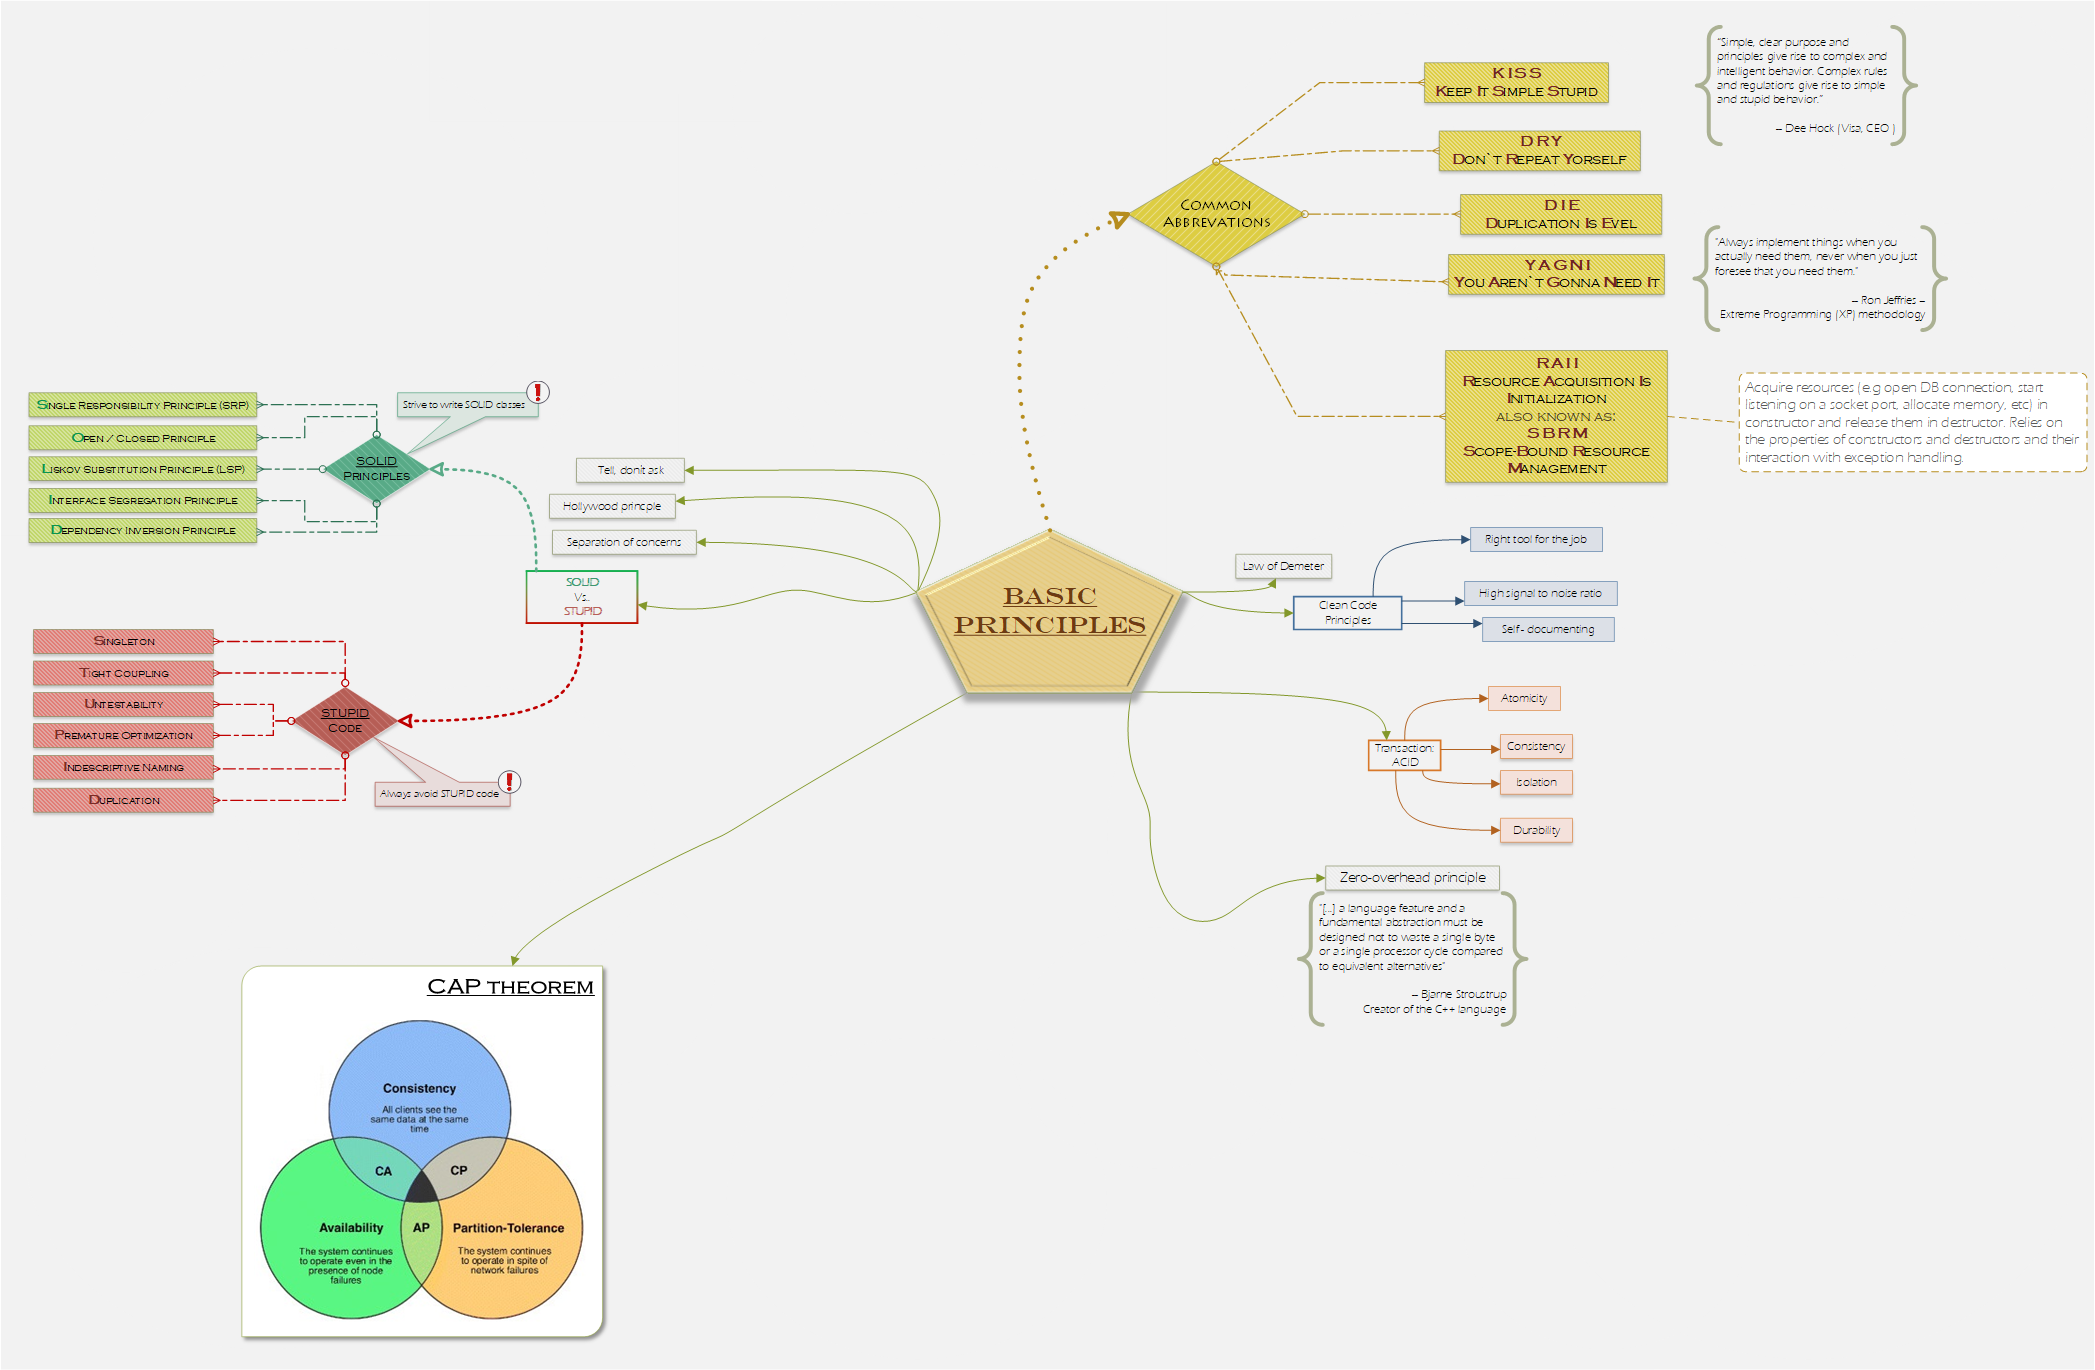 "Simple, clear purpose and
principles give rise to complex and
intelligent behavior. Complex rules
and regulations give rise to simple
and stupid behavior."
– Dee Hock (Visa, CEO )
KISS
Keep It Simple Stupid
DRY
Don`t Repeat Yorself
Common
Abbrevations
DIE
Duplication Is Evel
YAGNI
You Aren`t Gonna Need It
"Always implement things when you
actually need them, never when you just
foresee that you need them."
– Ron Jeffries –
Extreme Programming (XP) methodology
RAII
Resource Acquisition Is
Initialization
also known as:
SBRM
Scope-Bound Resource
Management
Acquire resources (e.g open DB connection, start
listening on a socket port, allocate memory, etc) in
constructor and release them in destructor. Relies on
the properties of constructors and destructors and their
interaction with exception handling.
Single Responsibility Principle (SRP)
Open / Closed Principle
Liskov Substitution Principle (LSP)
Interface Segregation Principle
Dependency Inversion Principle
Strive to write SOLID classes
!
SOLID
Principles
Tell, don't ask
Hollywood princple
Separation of concerns
SOLID
Vs.
STUPID
Singleton
Tight Coupling
Untestability
Premature Optimization
Indescriptive Naming
Duplication
STUPID
Code
Always avoid STUPID code
!
BASIC
PRINCIPLES
Law of Demeter
Clean Code
Principles
Right tool for the job
High signal to noise ratio
Self- documenting
Transaction:
ACID
Atomicity
Consistency
Isolation
Durability
Zero-overhead principle
"[...] a language feature and a
fundamental abstraction must be
designed not to waste a single byte
or a single processor cycle compared
to equivalent alternatives"
– Bjarne Stroustrup
Creator of the C++ language
CAP theorem
Consistency
All clients see the
same data at the same
time
CA
CP
Availability
The system continues
to operate even in the
presence of node
failures
AP
Partition-Tolerance
The system continues
to operate in spite of
network failures